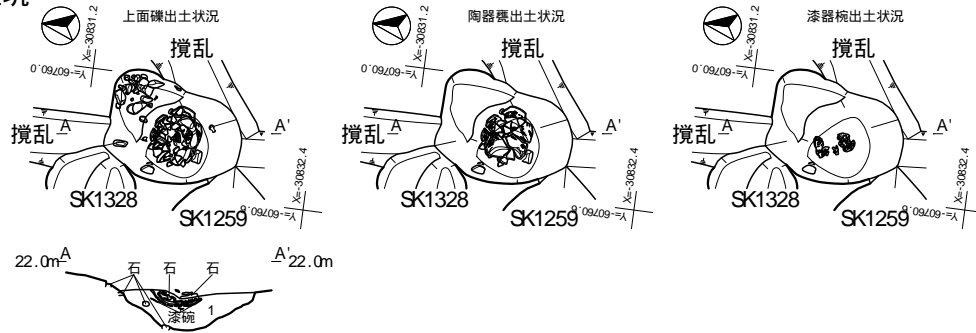 上面礫出土状況
X=-30831.2
Y=-60760.0
撹乱
撹乱
A
A'
SK1328
SK1259
X=-30832.4
Y=-60760.6
陶器甕出土状況
X=-30831.2
Y=-60760.0
撹乱
撹乱
A
A'
SK1328
SK1259
X=-30832.4
Y=-60760.6
漆器椀出土状況
X=-30831.2
Y=-60760.0
撹乱
撹乱
A
A'
SK1328
SK1259
X=-30832.4
Y=-60760.6
22.0m A
A' 22.0m
石 石 石
漆碗 1